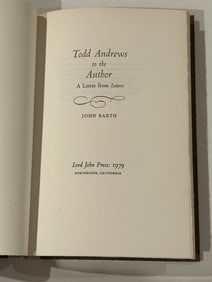 Todd Andrews
to the
Author
A Letter from Letters
JOHN BARTH
Lord John Press: 1979
NORTHRIDGE, CALIFORNIA